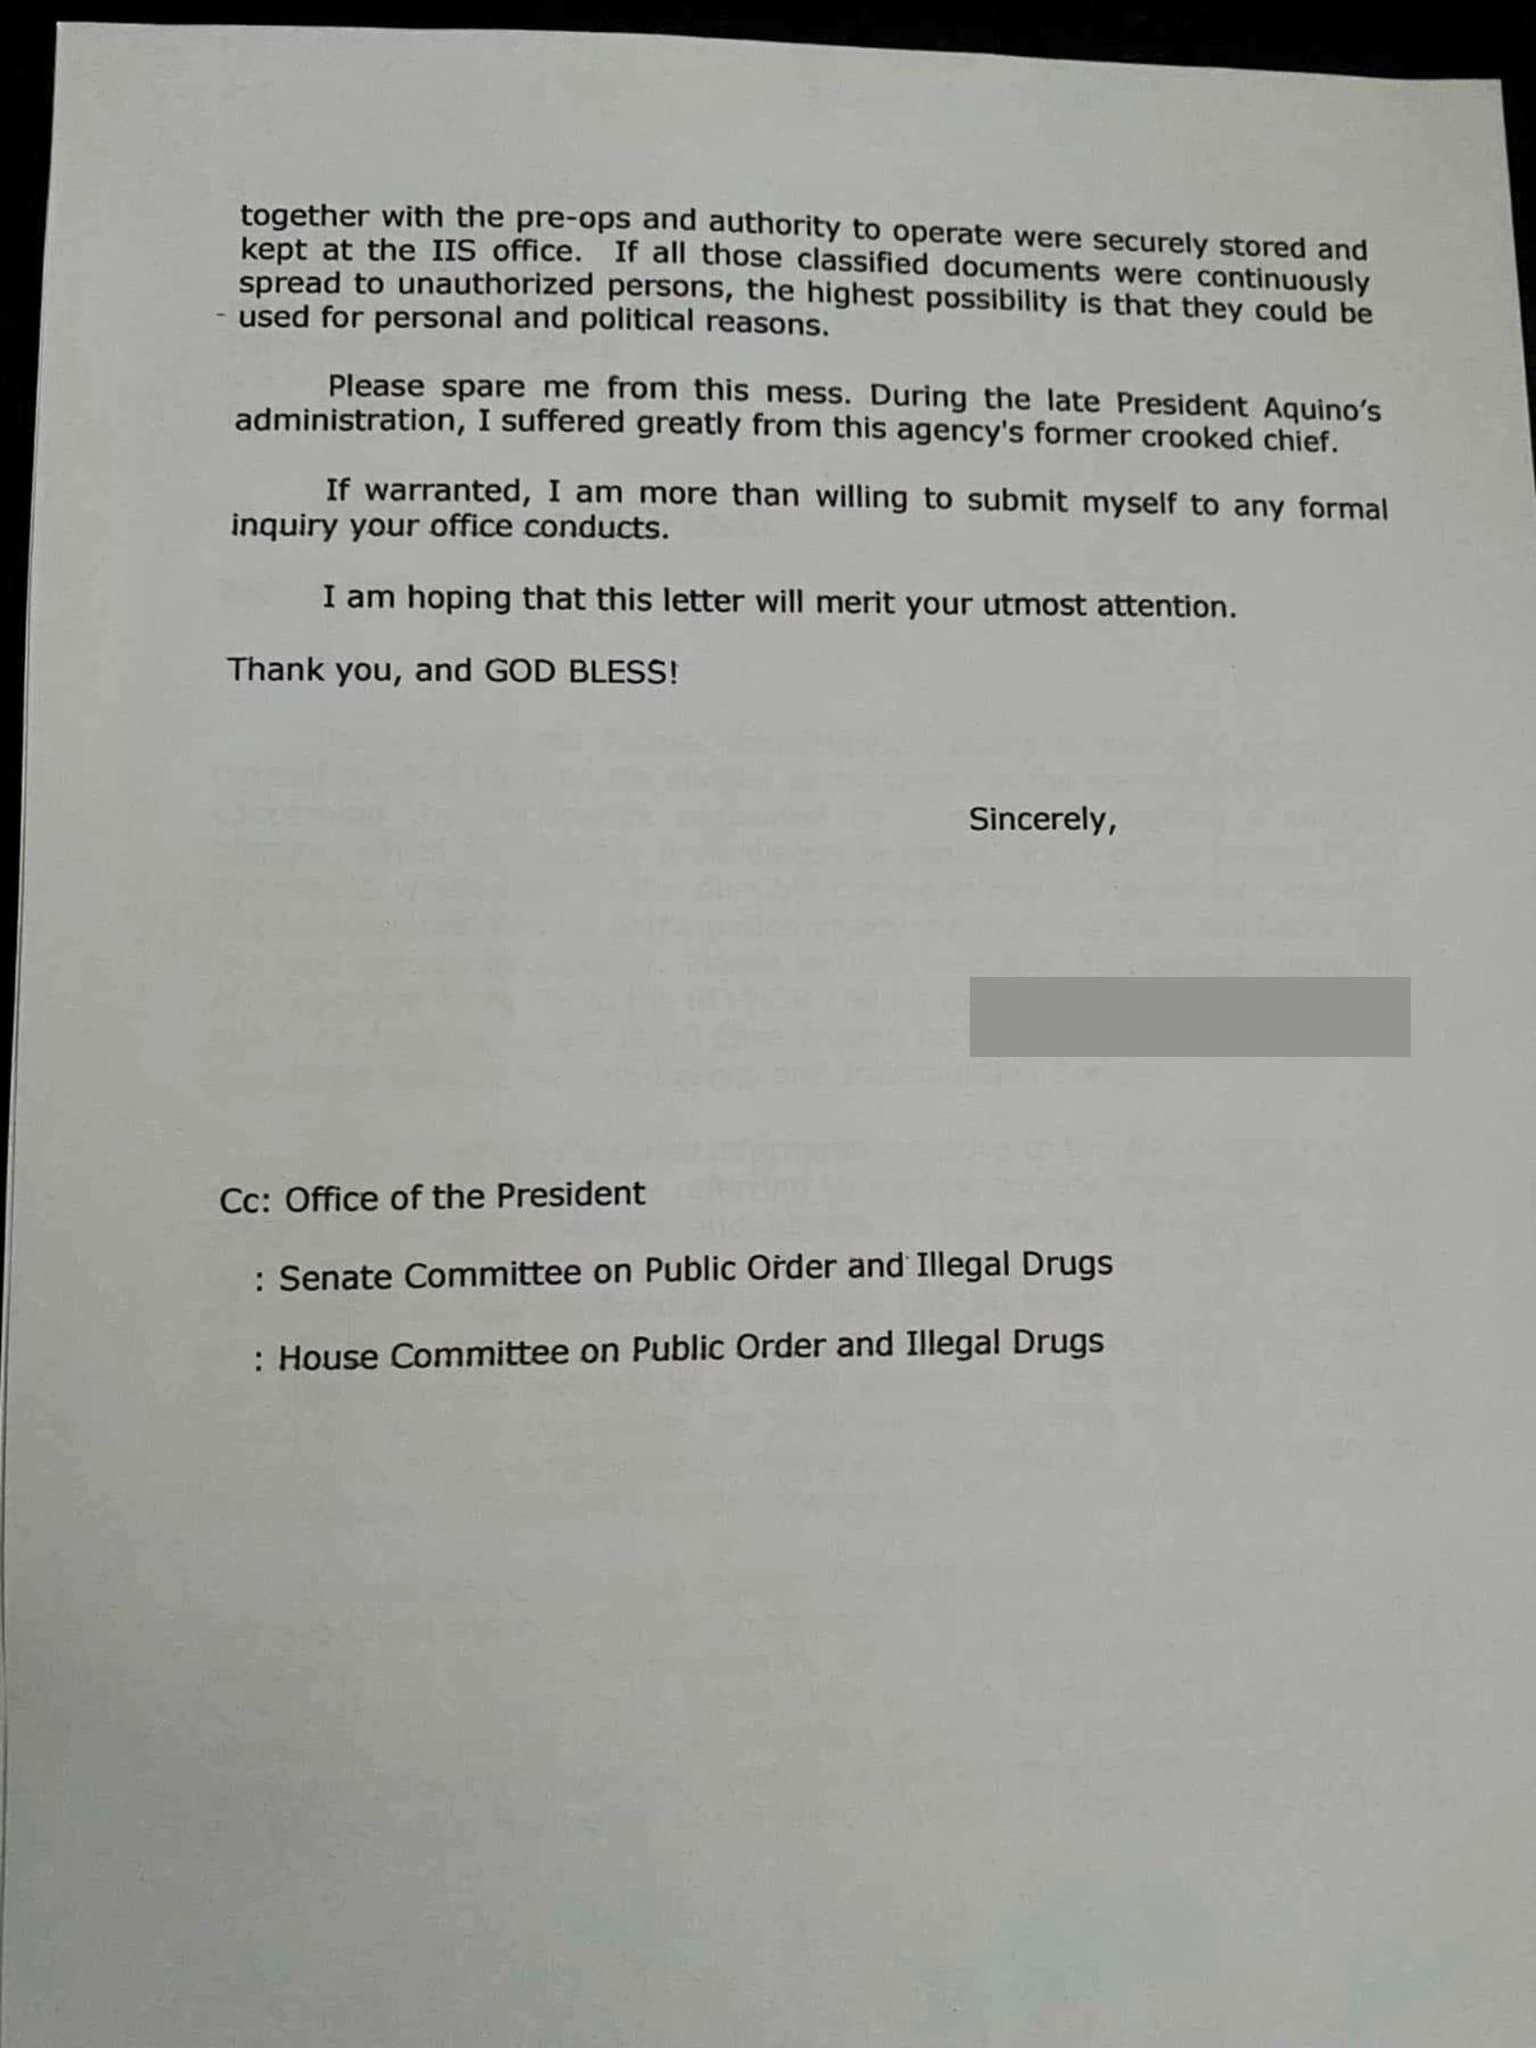 together with the pre-ops and authority to operate were securely stored and
kept at the IIS office. If all those classified documents were continuously
spread to unauthorized persons, the highest possibility is that they could be
- used for personal and political reasons.
Please spare me from this mess. During the late President Aquino's
administration, I suffered greatly from this agency's former crooked chief.
If warranted, I am more than willing to submit myself to any formal
inquiry your office conducts.
I am hoping that this letter will merit your utmost attention.
Thank you, and GOD BLESS!
Sincerely,
Cc: Office of the President
: Senate Committee on Public Order and Illegal Drugs
: House Committee on Public Order and Illegal Drugs